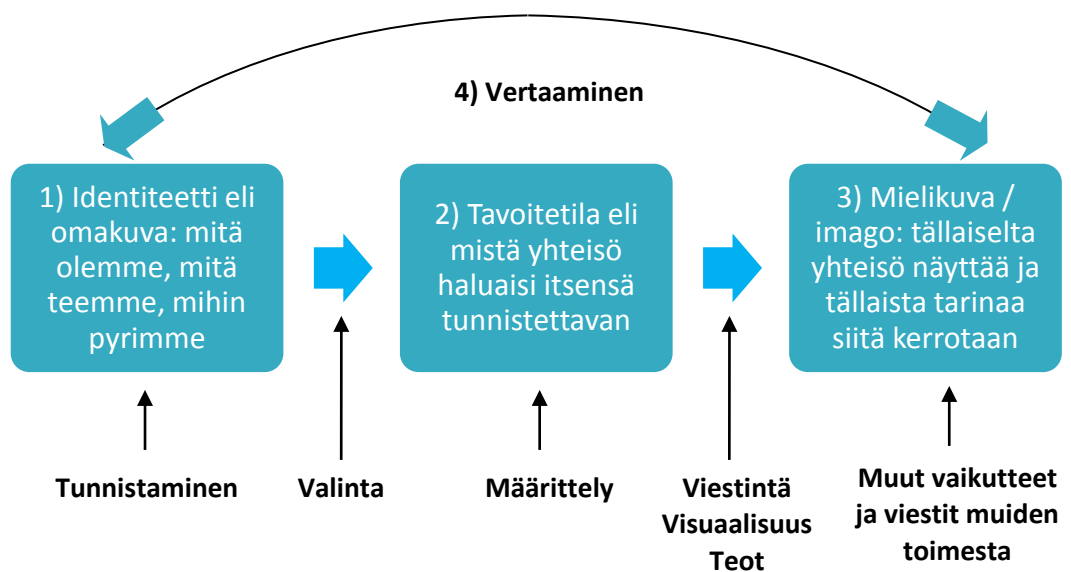 4) Vertaaminen
1) Identiteetti eli
omakuva: mitä
olemme, mitä
teemme, mihin
pyrimme
2) Tavoitetila eli
mistä yhteisö
haluaisi itsensä
tunnistettavan
3) Mielikuva /
imago: tällaiselta
yhteisö näyttää ja
tällaista tarinaa
siitä kerrotaan
Tunnistaminen
Valinta
Määrittely
Viestintä
Visuaalisuus
Teot
Muut vaikutteet
ja viestit muiden
toimesta